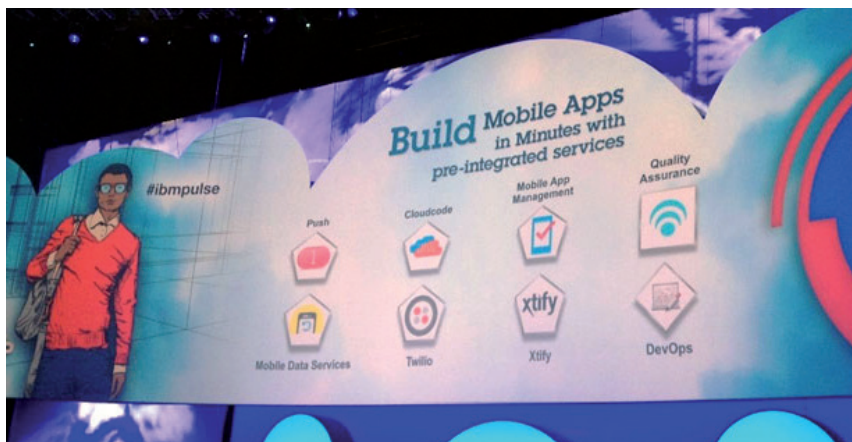 Build Mobile Apps
in Minutes with
pre-integrated services
#ibmpulse
Push
Cloudcode
Mobile App
Management
Quality
Assurance
xtify
Mobile Data Services
Twilio
Xtify
DevOps